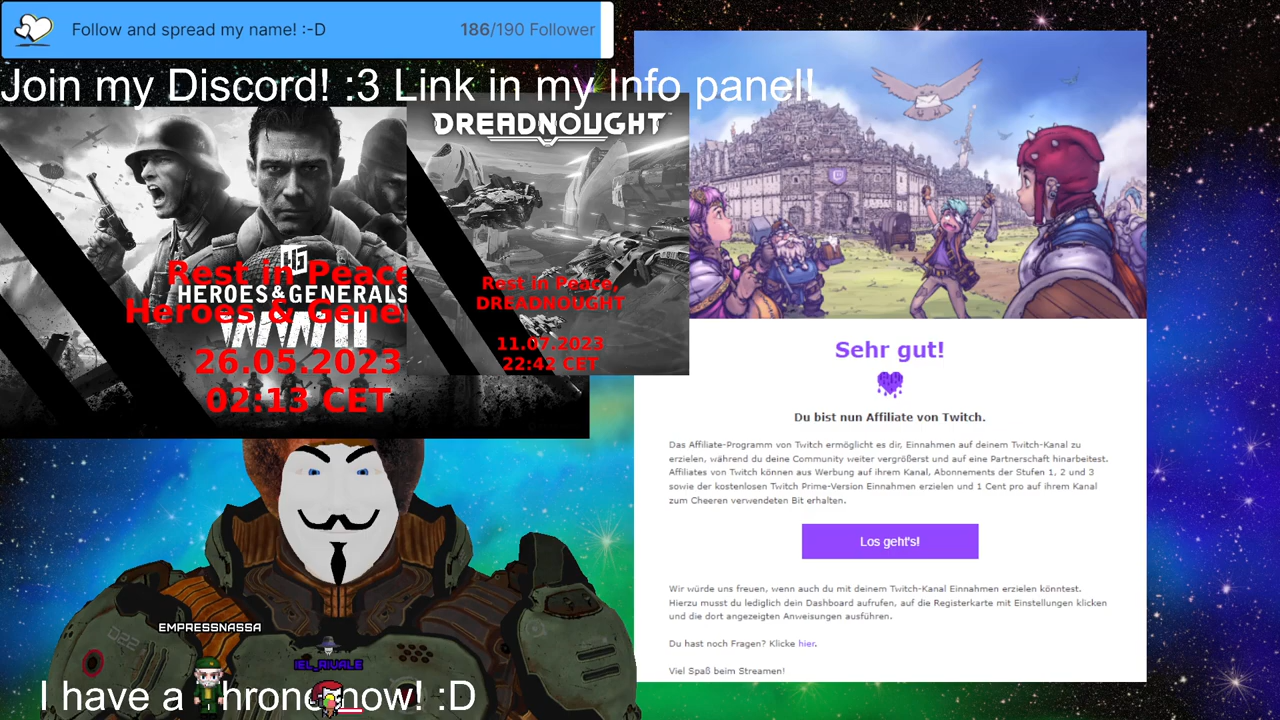 Follow and spread my name! :-D
186/190 Follower
Join my Discord! :3 Link in my Info panel!
DREADNOUGHT
Rest in Peace
HEROES & GENERALS
Heroes & Gene
WWII
26.05.2023
02:13 CET
Rest in Peace,
DREADNOUGHT
11.07.2023
22:42 CET
Sehr gut!
Du bist nun Affiliate von Twitch.
Das Affiliate-Programm von Twitch ermöglicht es dir, Einnahmen auf deinem Twitch-Kanal zu
erzielen, während du deine Community weiter vergrößerst und auf eine Partnerschaft hinarbeitest.
Affiliates von Twitch können aus Werbung auf ihrem Kanal, Abonnements der Stufen 1, 2 und 3
sowie der kostenlosen Twitch Prime-Version Einnahmen erzielen und 1 Cent pro auf ihrem Kanal
zum Cheeren verwendeten Bit erhalten.
Los geht's!
Wir würde uns freuen, wenn auch du mit deinem Twitch-Kanal Einnahmen erzielen könntest.
Hierzu musst du lediglich dein Dashboard aufrufen, auf die Registerkarte mit Einstellungen klicken
und die dort angezeigten Anweisungen ausführen.
Du hast noch Fragen? Klicke hier.
Viel Spaß beim Streamen!
EMPRESSNASSA
IEL_RIVALE
D22
I have a Throne now! :D